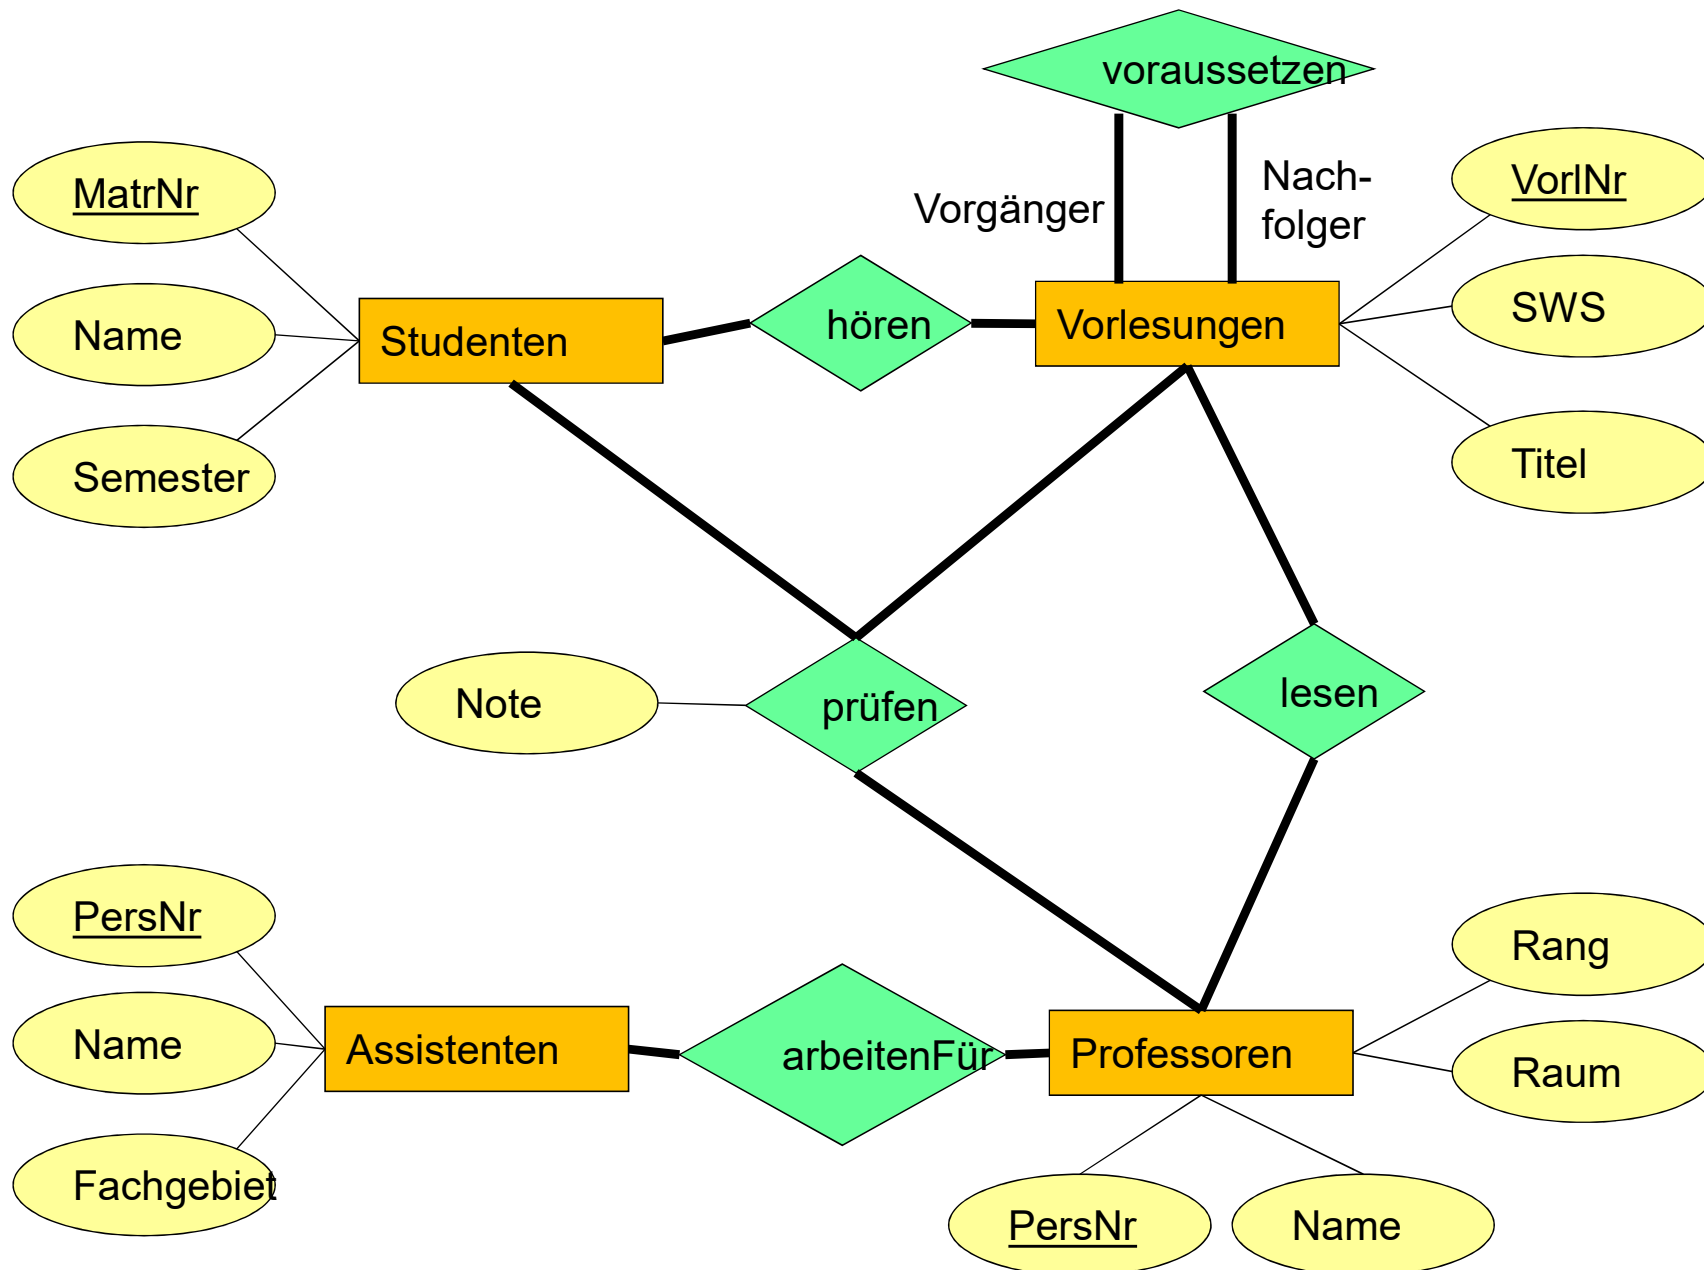 voraussetzen
Vorgänger
Nach-
folger
MatrNr
Name
Semester
Studenten
hören
Vorlesungen
VorlNr
SWS
Titel
Note
prüfen
lesen
PersNr
Name
Fachgebiet
Assistenten
arbeitenFür
Professoren
Rang
Raum
PersNr
Name